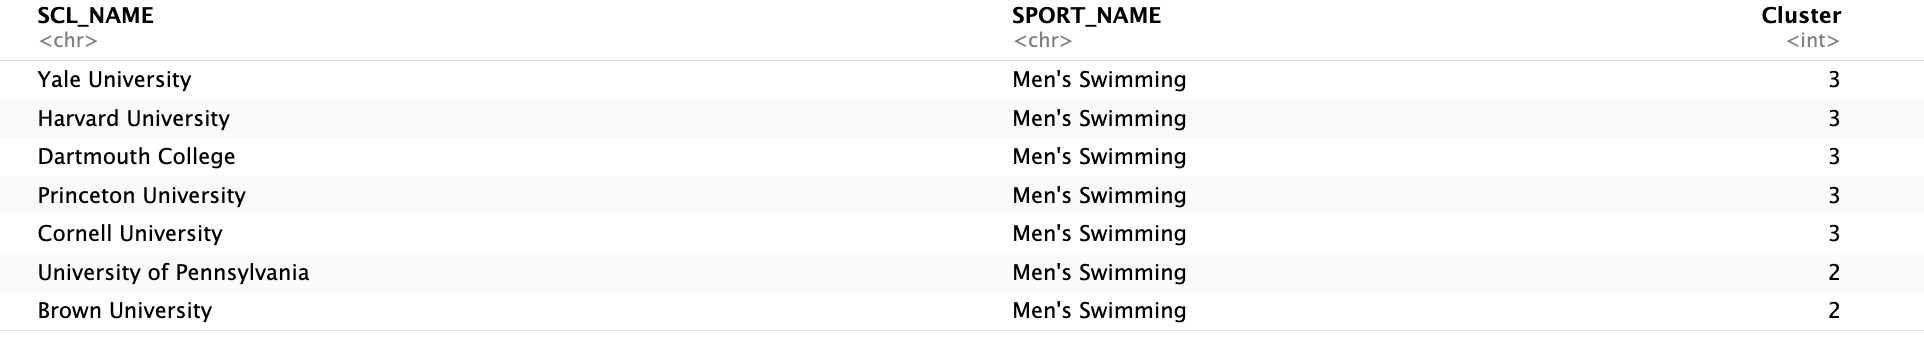 SCL_NAME SPORT_NAME Cluster
<chr> <chr> <int>
Yale University Men's Swimming 3
Harvard University Men's Swimming 3
Dartmouth College Men's Swimming 3
Princeton University Men's Swimming 3
Cornell University Men's Swimming 3
University of Pennsylvania Men's Swimming 2
Brown University Men's Swimming 2